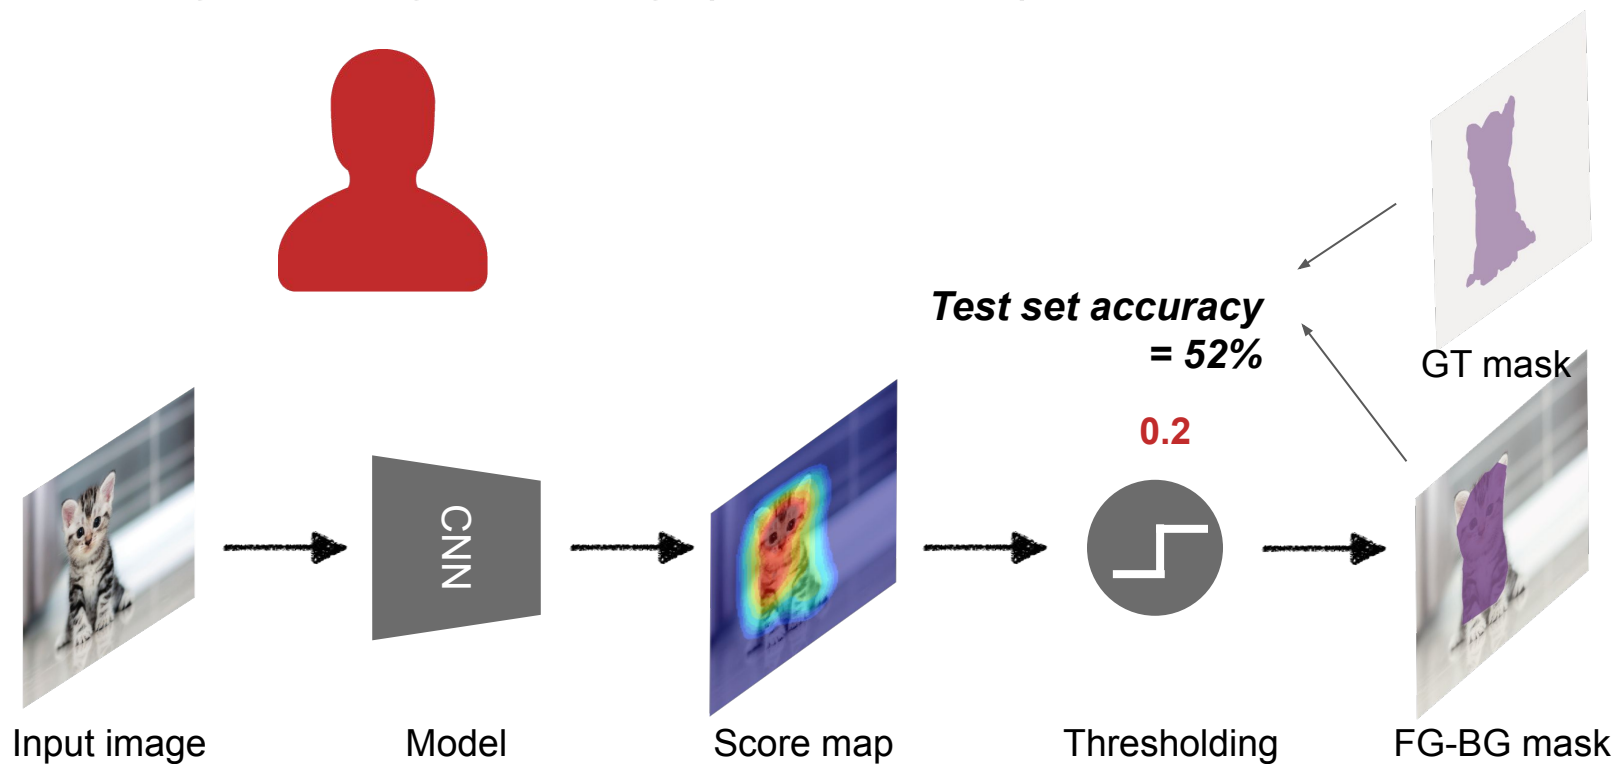 Test set accuracy
= 52%
GT mask
0.2
CNN
Input image
Model
Score map
Thresholding
FG-BG mask